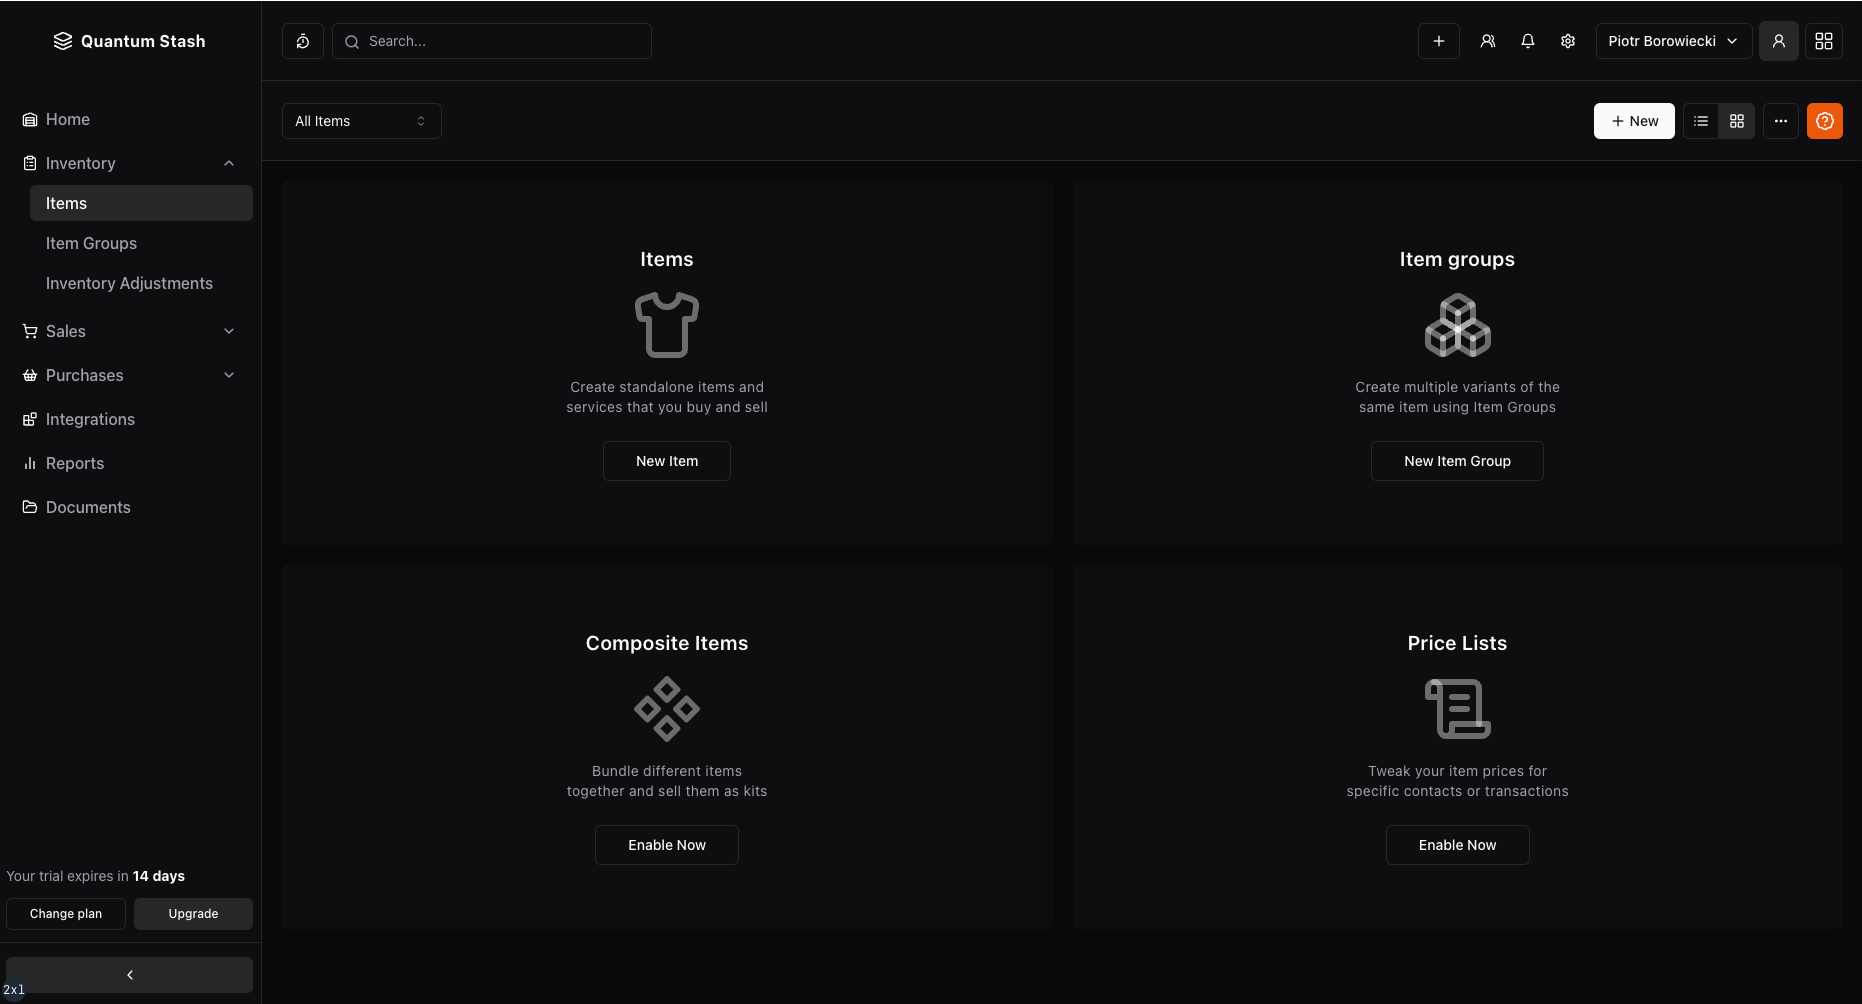 Quantum Stash
Search...
Piotr Borowiecki
Home
Inventory
Items
Item Groups
Inventory Adjustments
Sales
Purchases
Integrations
Reports
Documents
Your trial expires in 14 days
Change plan
Upgrade
2xl
All Items
New
Items
Create standalone items and
services that you buy and sell
New Item
Item groups
Create multiple variants of the
same item using Item Groups
New Item Group
Composite Items
Bundle different items
together and sell them as kits
Enable Now
Price Lists
Tweak your item prices for
specific contacts or transactions
Enable Now